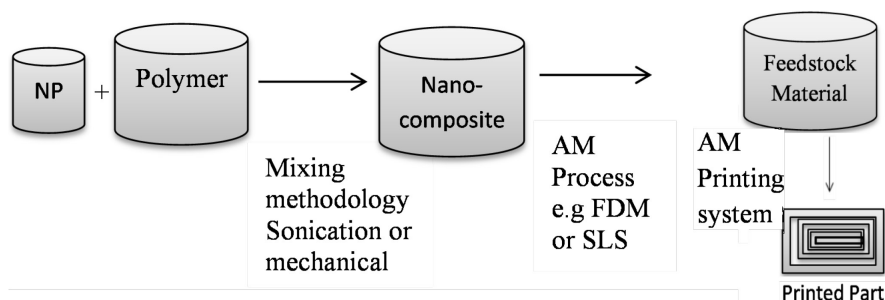 NP
+
Polymer
Nano-
composite
Feedstock
Material
Mixing
methodology
Sonication or
mechanical
AM
Process
e.g FDM
or SLS
AM
Printing
system
Printed Part